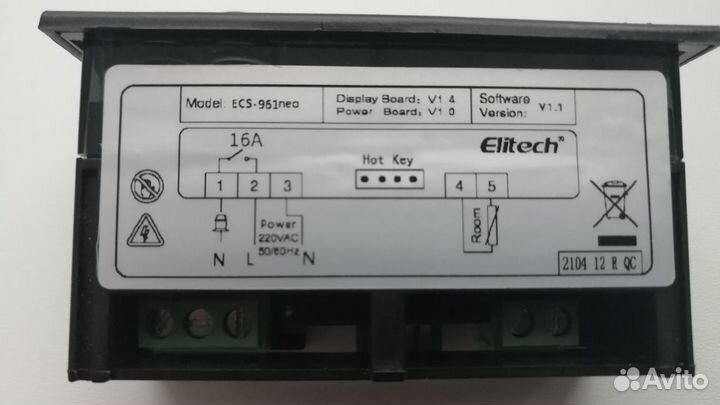 Model: ECS-961neo
Display Board: V1.4
Power Board: V1.0
Software Version: V1.1
16A
Hot Key
Elitech®
1 2 3
4 5
Power
220VAC
50/60Hz
N L N
Room
2104 12 R QC
Avito